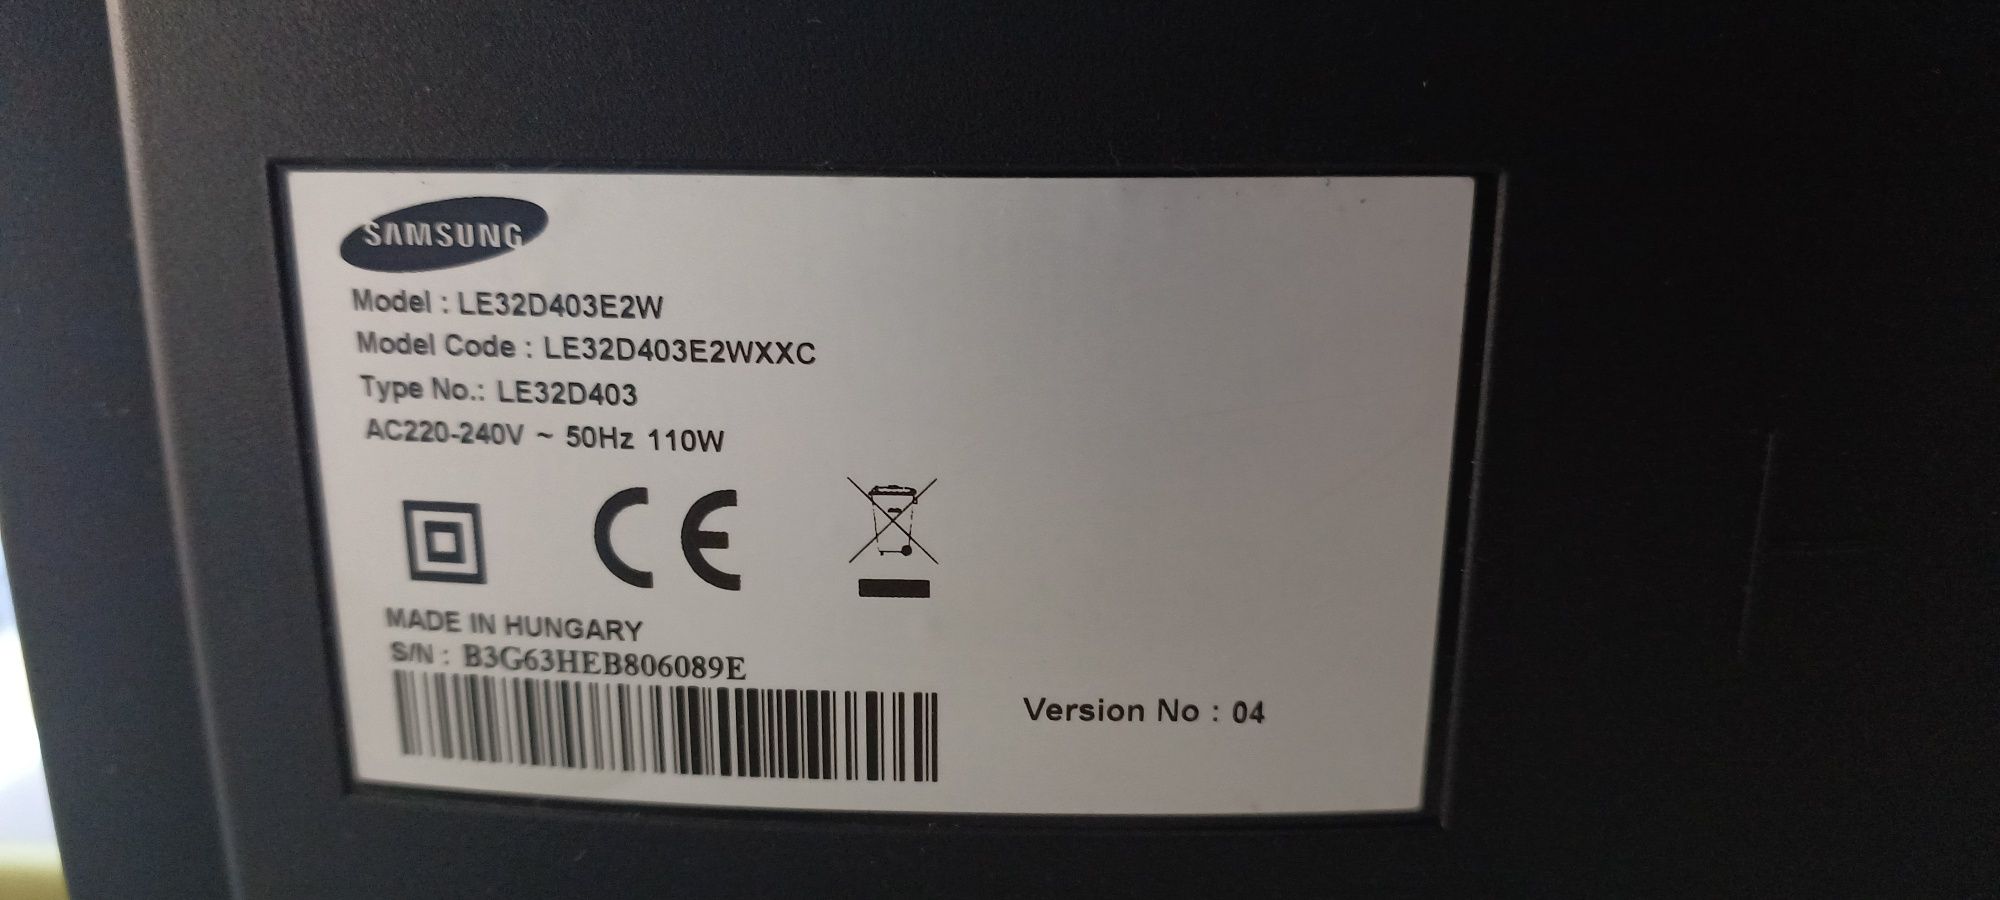 SAMSUNG
Model : LE32D403E2W
Model Code : LE32D403E2WXXC
Type No.: LE32D403
AC220-240V ~ 50Hz 110W
CE
MADE IN HUNGARY
S/N : B3G63HEB806089E
Version No : 04